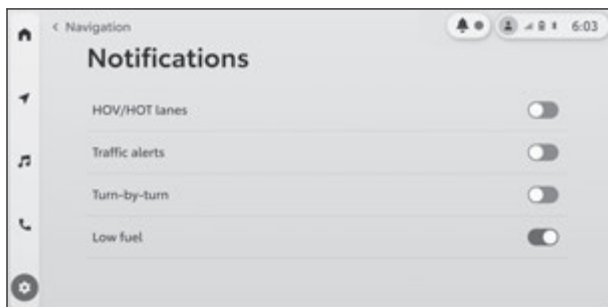 < Navigation
6:03
Notifications
HOV/HOT lanes
Traffic alerts
Turn-by-turn
Low fuel